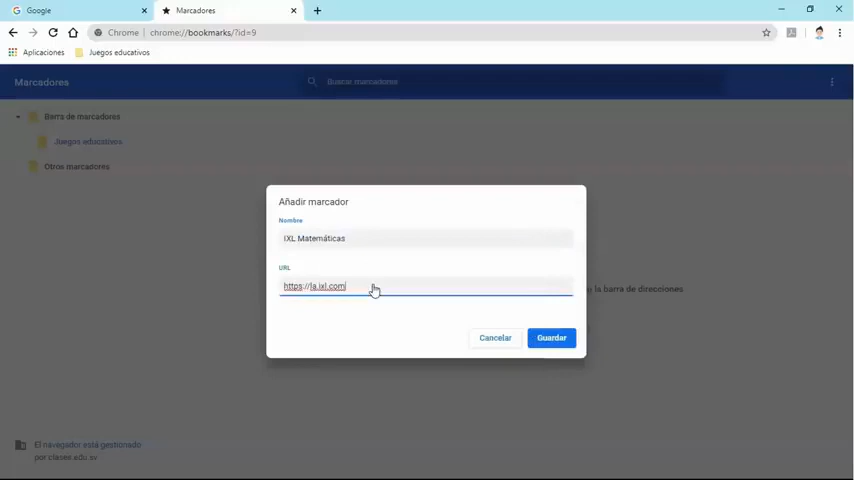 Google
Marcadores
Chrome | chrome://bookmarks/?id=9
Aplicaciones
Juegos educativos
Marcadores
Buscar marcadores
Barra de marcadores
Juegos educativos
Otros marcadores
Añadir marcador
Nombre
IXL Matemáticas
URL
https://la.ixl.com
la barra de direcciones.
Cancelar
Guardar
El navegador está gestionado
por clases.edu.sv